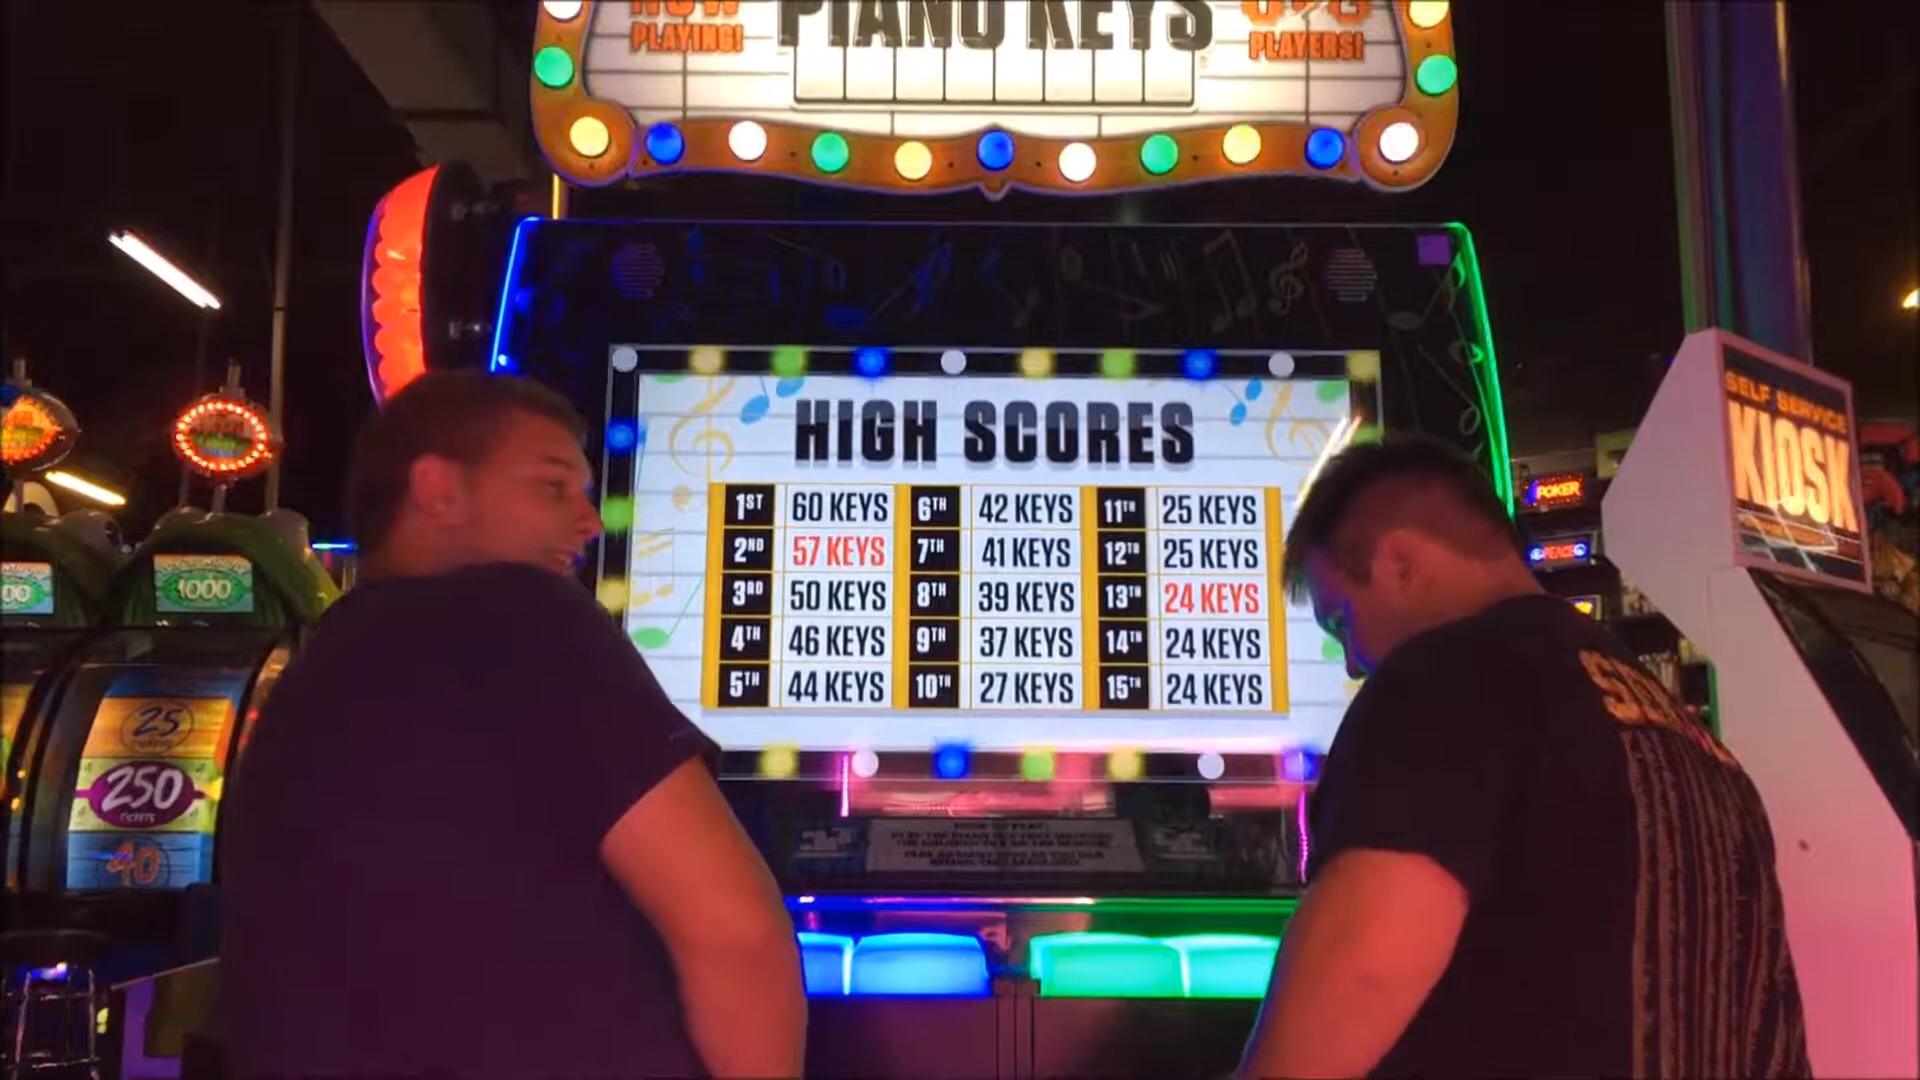 PIANO KEYS
NOW PLAYING!
PLAYERS!
HIGH SCORES
1ST 60 KEYS 6TH 42 KEYS 11TH 25 KEYS
2ND 57 KEYS 7TH 41 KEYS 12TH 25 KEYS
3RD 50 KEYS 8TH 39 KEYS 13TH 24 KEYS
4TH 46 KEYS 9TH 37 KEYS 14TH 24 KEYS
5TH 44 KEYS 10TH 27 KEYS 15TH 24 KEYS
SELF SERVICE
KIOSK
POKER
PEACE
1000
25
TICKETS
250
TICKETS
40